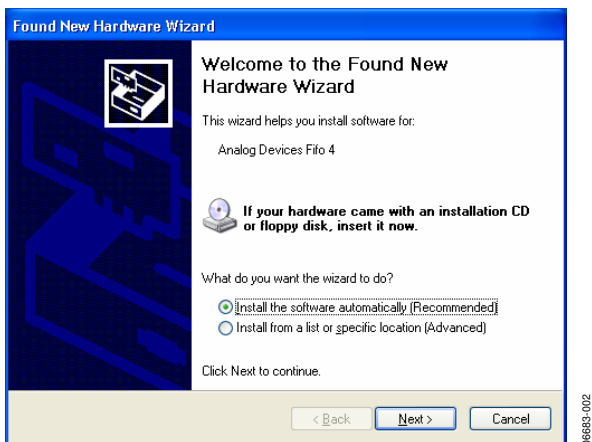 Found New Hardware Wizard
Welcome to the Found New
Hardware Wizard
This wizard helps you install software for:
Analog Devices Fifo 4
If your hardware came with an installation CD
or floppy disk, insert it now.
What do you want the wizard to do?
Install the software automatically (Recommended)
Install from a list or specific location (Advanced)
Click Next to continue.
< Back
Next >
Cancel
06683-002